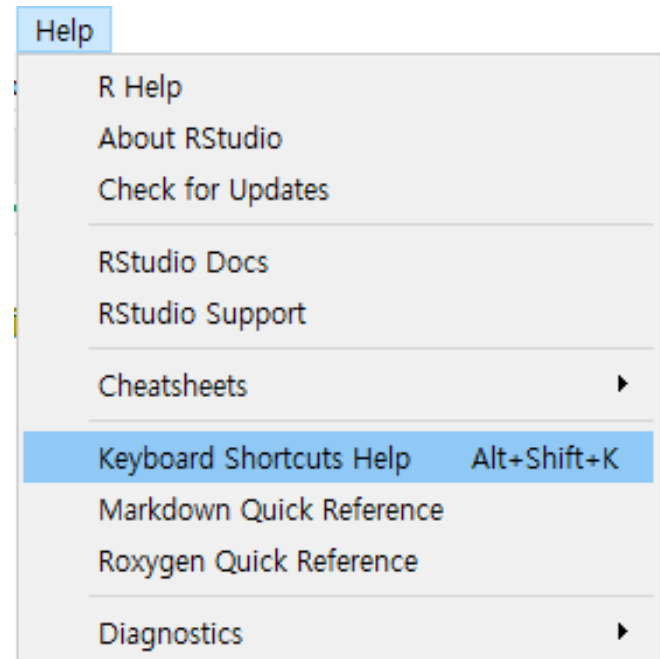 Help
R Help
About RStudio
Check for Updates
RStudio Docs
RStudio Support
Cheatsheets
Keyboard Shortcuts Help Alt+Shift+K
Markdown Quick Reference
Roxygen Quick Reference
Diagnostics